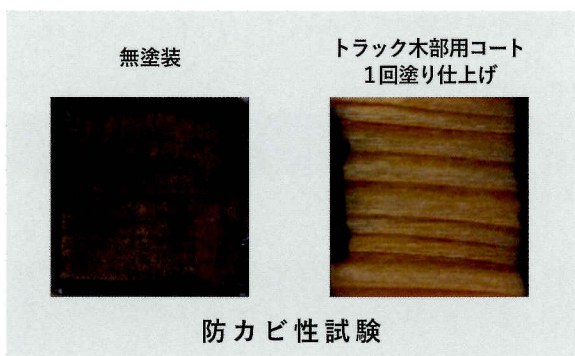 無塗装
トラック木部用コート
1回塗り仕上げ
防カビ性試験